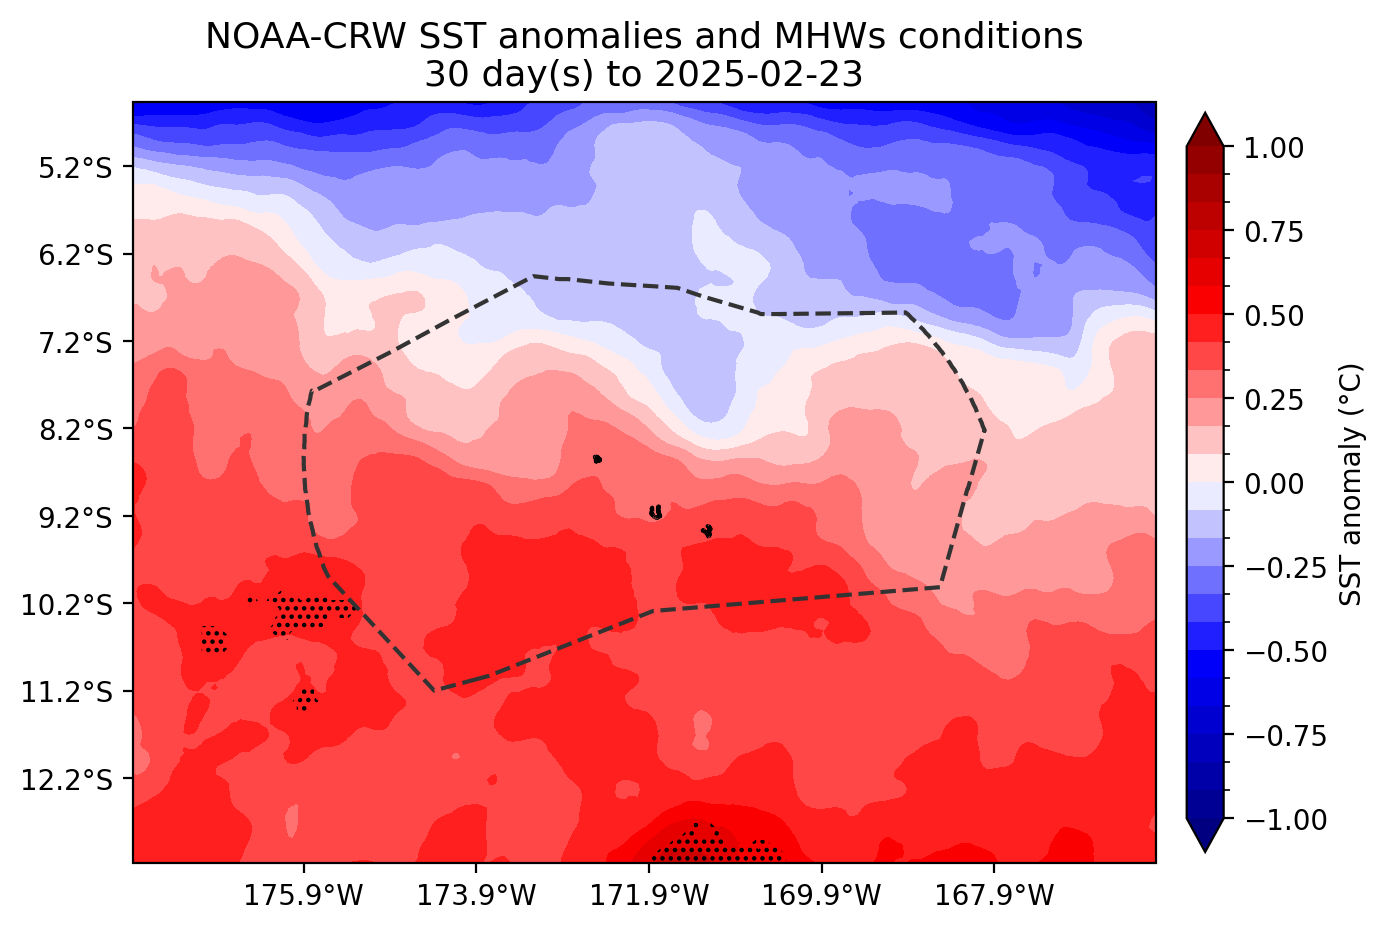 NOAA-CRW SST anomalies and MHWs conditions
30 day(s) to 2025-02-23
5.2°S
6.2°S
7.2°S
8.2°S
9.2°S
10.2°S
11.2°S
12.2°S
175.9°W
173.9°W
171.9°W
169.9°W
167.9°W
1.00
0.75
0.50
0.25
0.00
−0.25
−0.50
−0.75
−1.00
SST anomaly (°C)